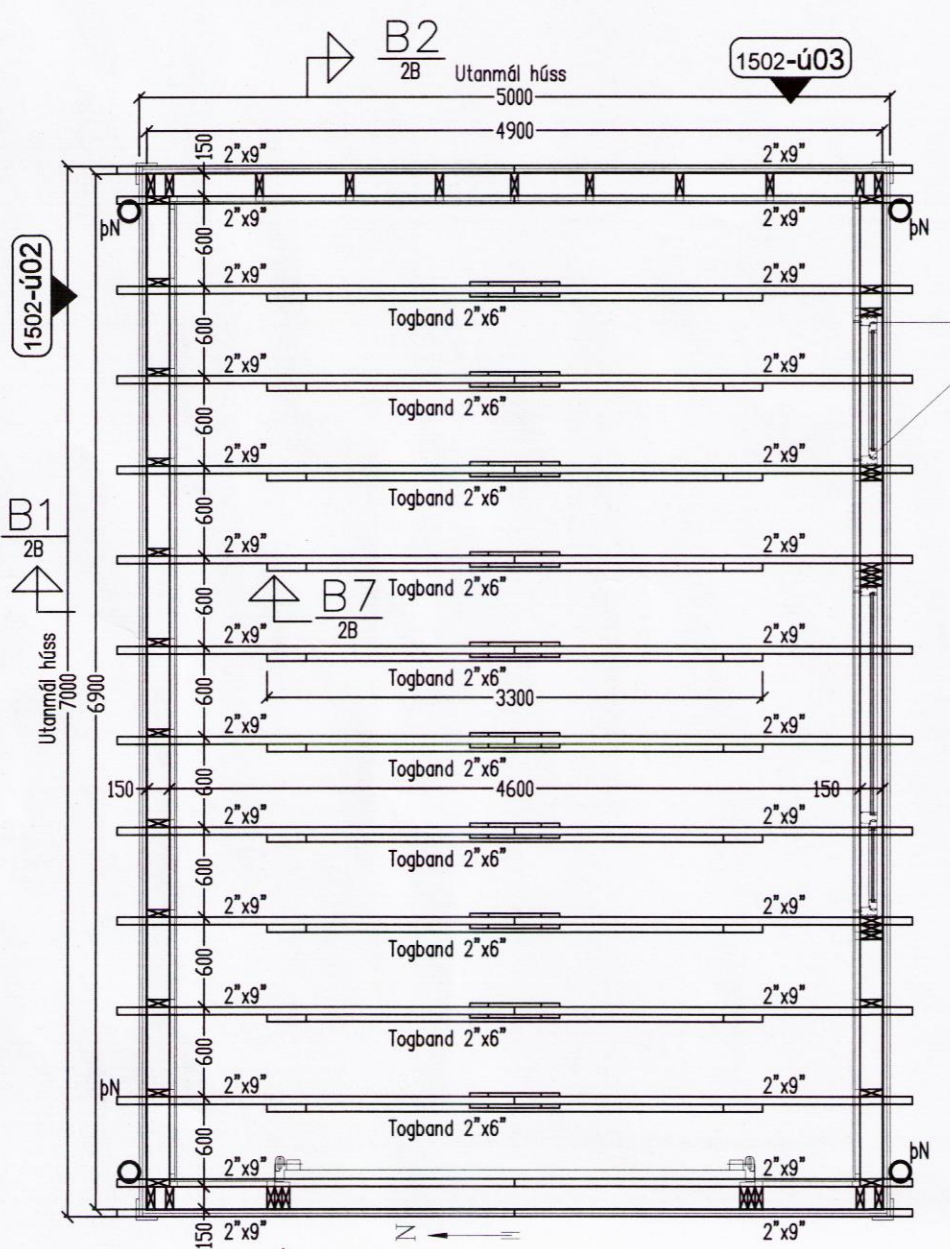 B2
2B
Utanmál húss
1502-ú03
5000
4900
150
2"x9" 2"x9"
2"x9" 2"x9"
þN þN
600
1502-ú02
2"x9" 2"x9"
Togband 2"x6"
600
2"x9" 2"x9"
Togband 2"x6"
600
2"x9" 2"x9"
Togband 2"x6"
600
B1
2B
2"x9" 2"x9"
Togband 2"x6"
600
B7
2B
2"x9" 2"x9"
Togband 2"x6"
600
3300
Utanmál húss
7000
6900
2"x9" 2"x9"
Togband 2"x6"
600
150 4600 150
2"x9" 2"x9"
Togband 2"x6"
600
2"x9" 2"x9"
Togband 2"x6"
600
2"x9" 2"x9"
Togband 2"x6"
600
þN
2"x9" 2"x9"
Togband 2"x6"
600
þN
2"x9" 2"x9"
150
2"x9" 2"x9"
N